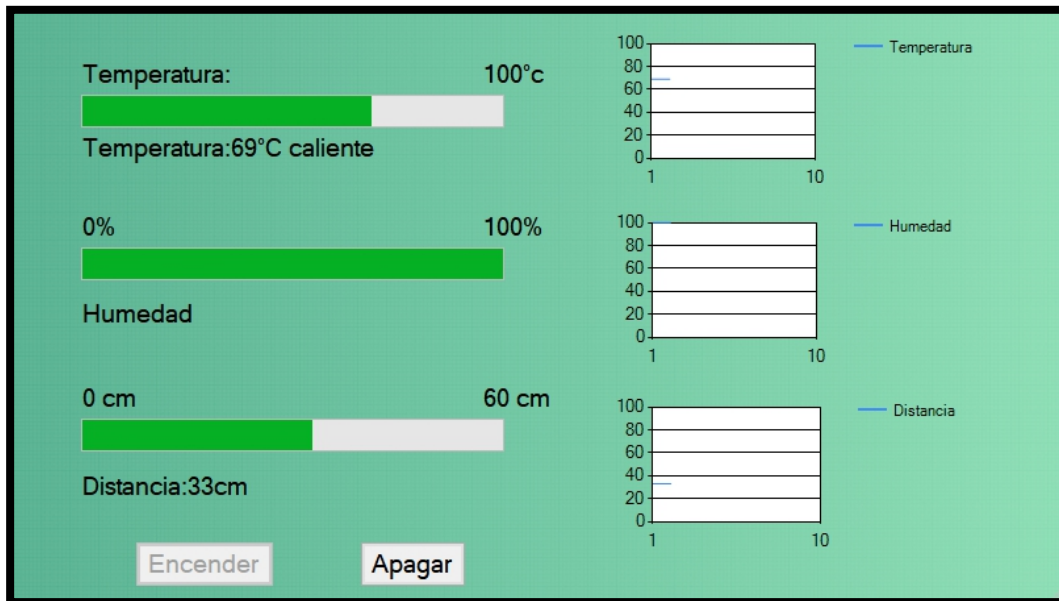 Temperatura: 100°c
Temperatura:69°C caliente
0% 100%
Humedad
0 cm 60 cm
Distancia:33cm
Encender Apagar
100
80
60
40
20
0
1 10
Temperatura
100
80
60
40
20
0
1 10
Humedad
100
80
60
40
20
0
1 10
Distancia